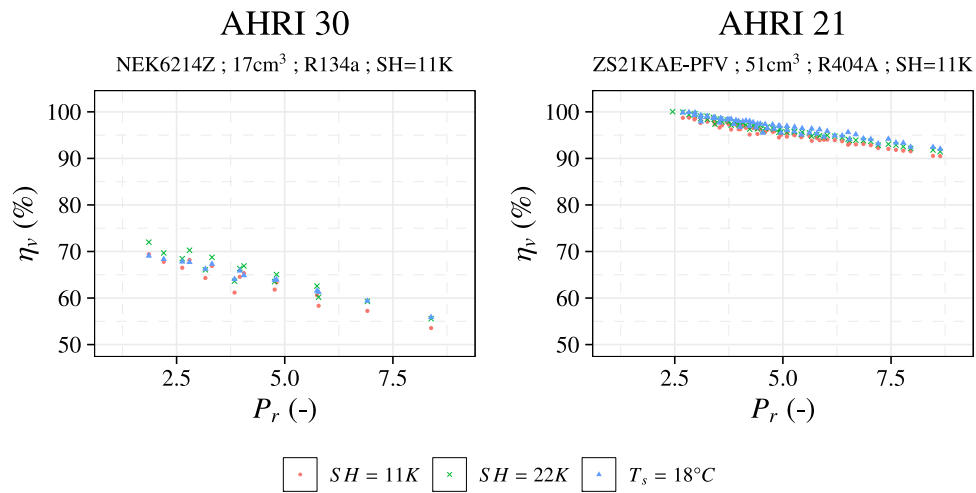 AHRI 30
NEK6214Z ; 17cm³ ; R134a ; SH=11K
100
90
80
70
60
50
ηv (%)
2.5 5.0 7.5
Pr (-)
AHRI 21
ZS21KAE-PFV ; 51cm³ ; R404A ; SH=11K
100
90
80
70
60
50
ηv (%)
2.5 5.0 7.5
Pr (-)
SH = 11K SH = 22K Ts = 18°C